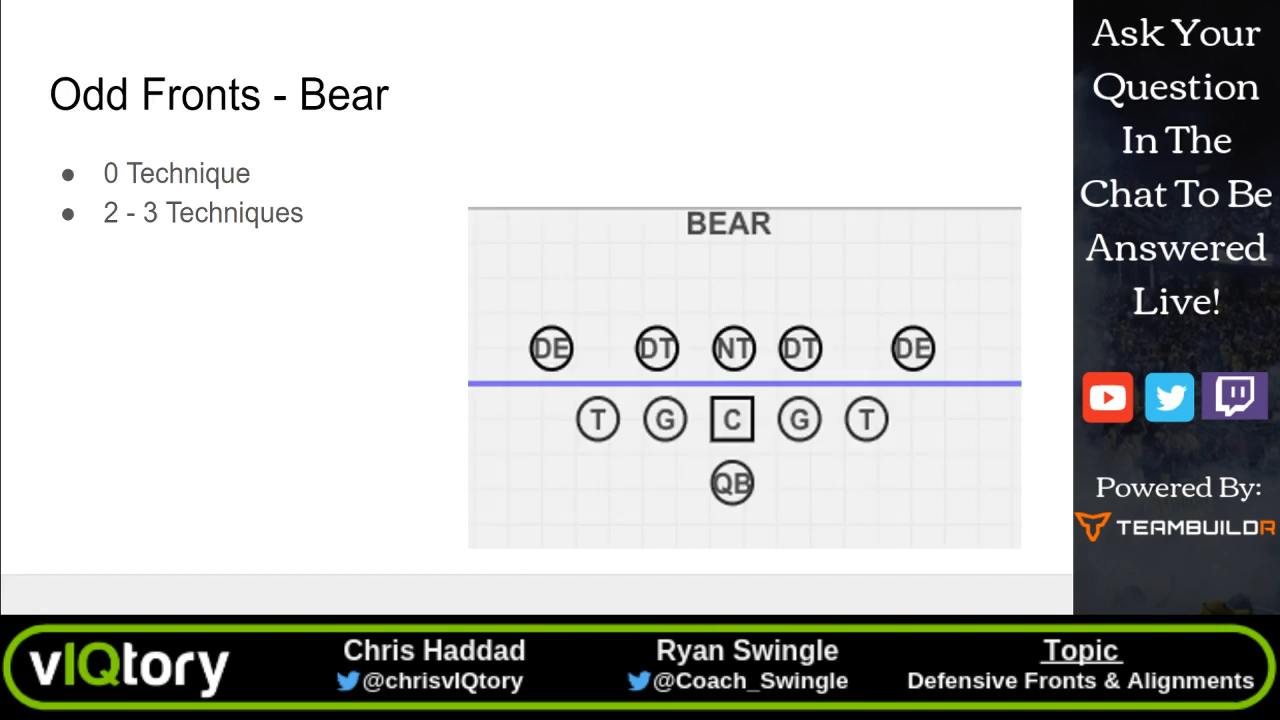 Odd Fronts - Bear
● 0 Technique
● 2 - 3 Techniques
BEAR
DE DT NT DT DE
T G C G T
QB
Ask Your
Question
In The
Chat To Be
Answered
Live!
Powered By:
TEAMBUILDR
vIQtory
Chris Haddad
@chrisvIQtory
Ryan Swingle
@Coach_Swingle
Topic
Defensive Fronts & Alignments